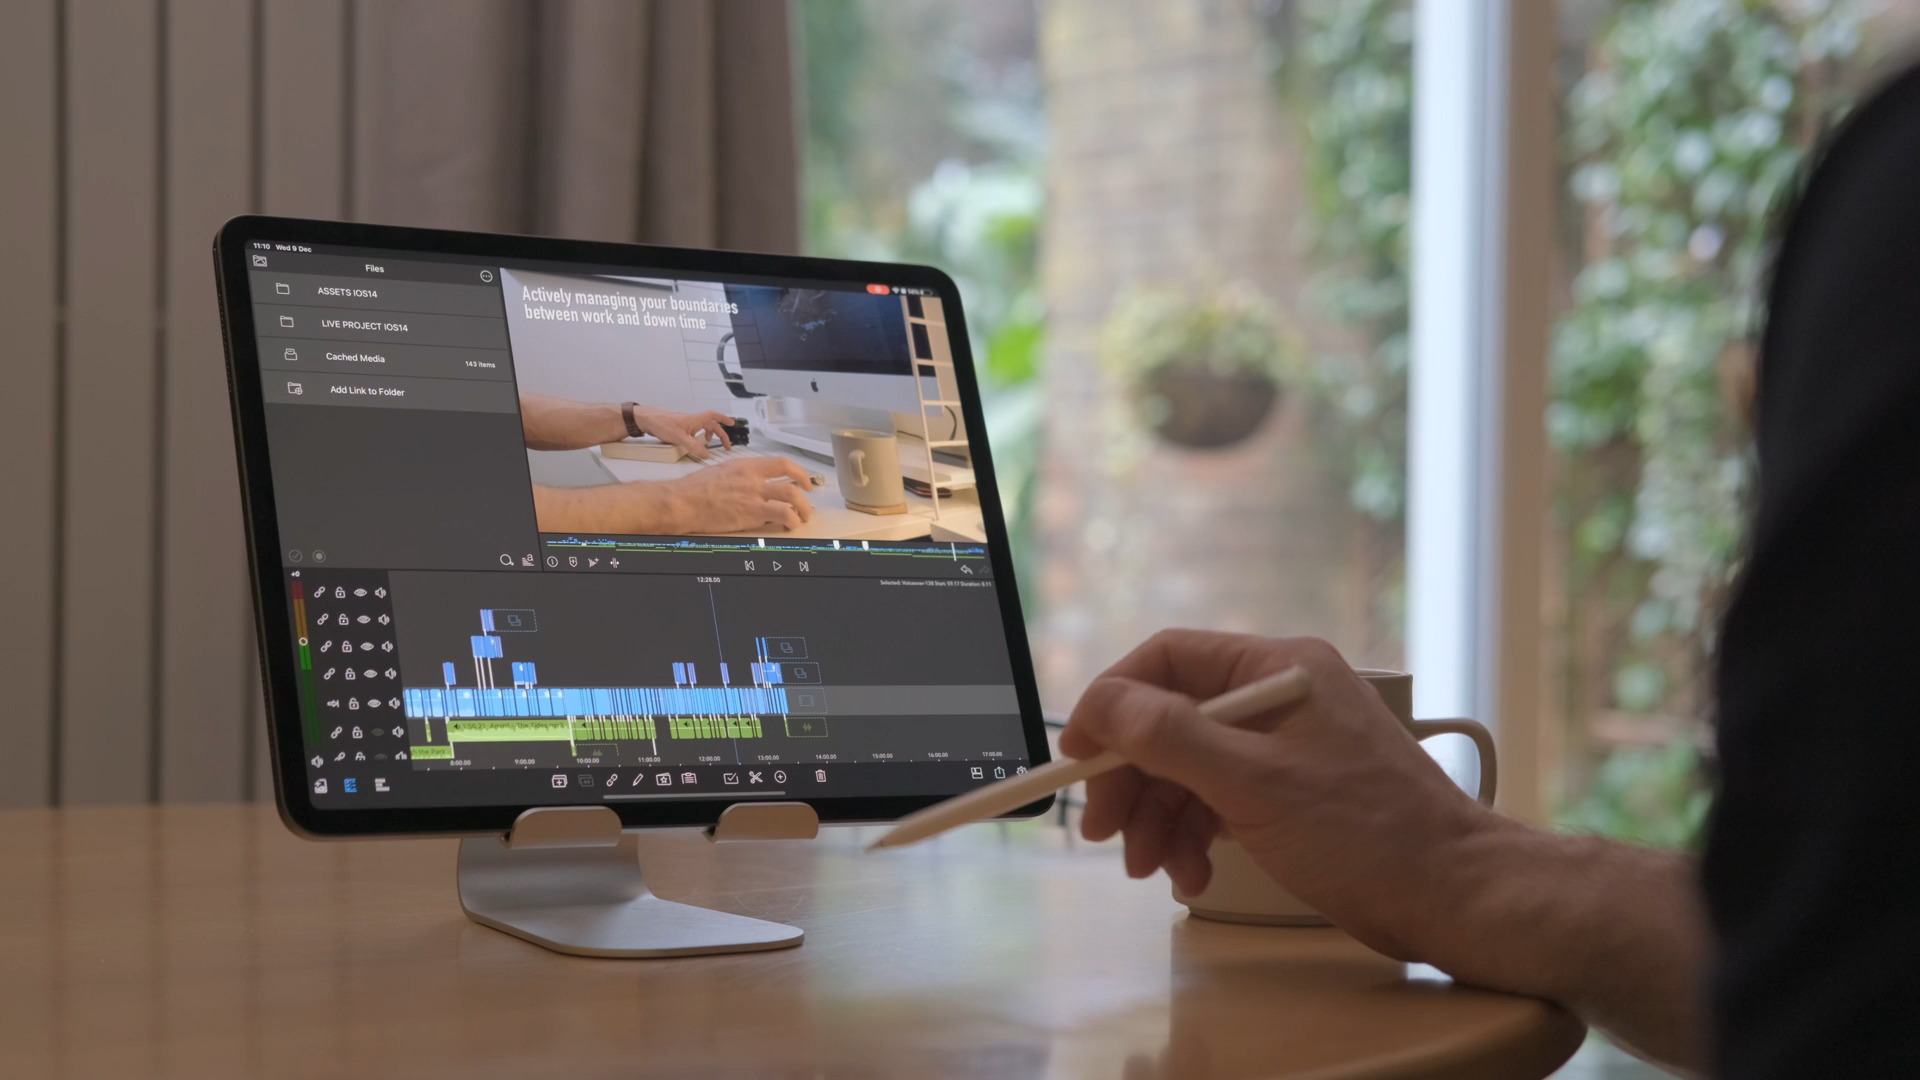 11:10 Wed 9 Dec
Files
ASSETS IOS14
LIVE PROJECT IOS14
Cached Media
143 items
Add Link to Folder
Actively managing your boundaries
between work and down time
12:28.00
8:00.00
9:00.00
10:00.00
11:00.00
12:00.00
13:00.00
14:00.00
15:00.00
16:00.00
17:00.00